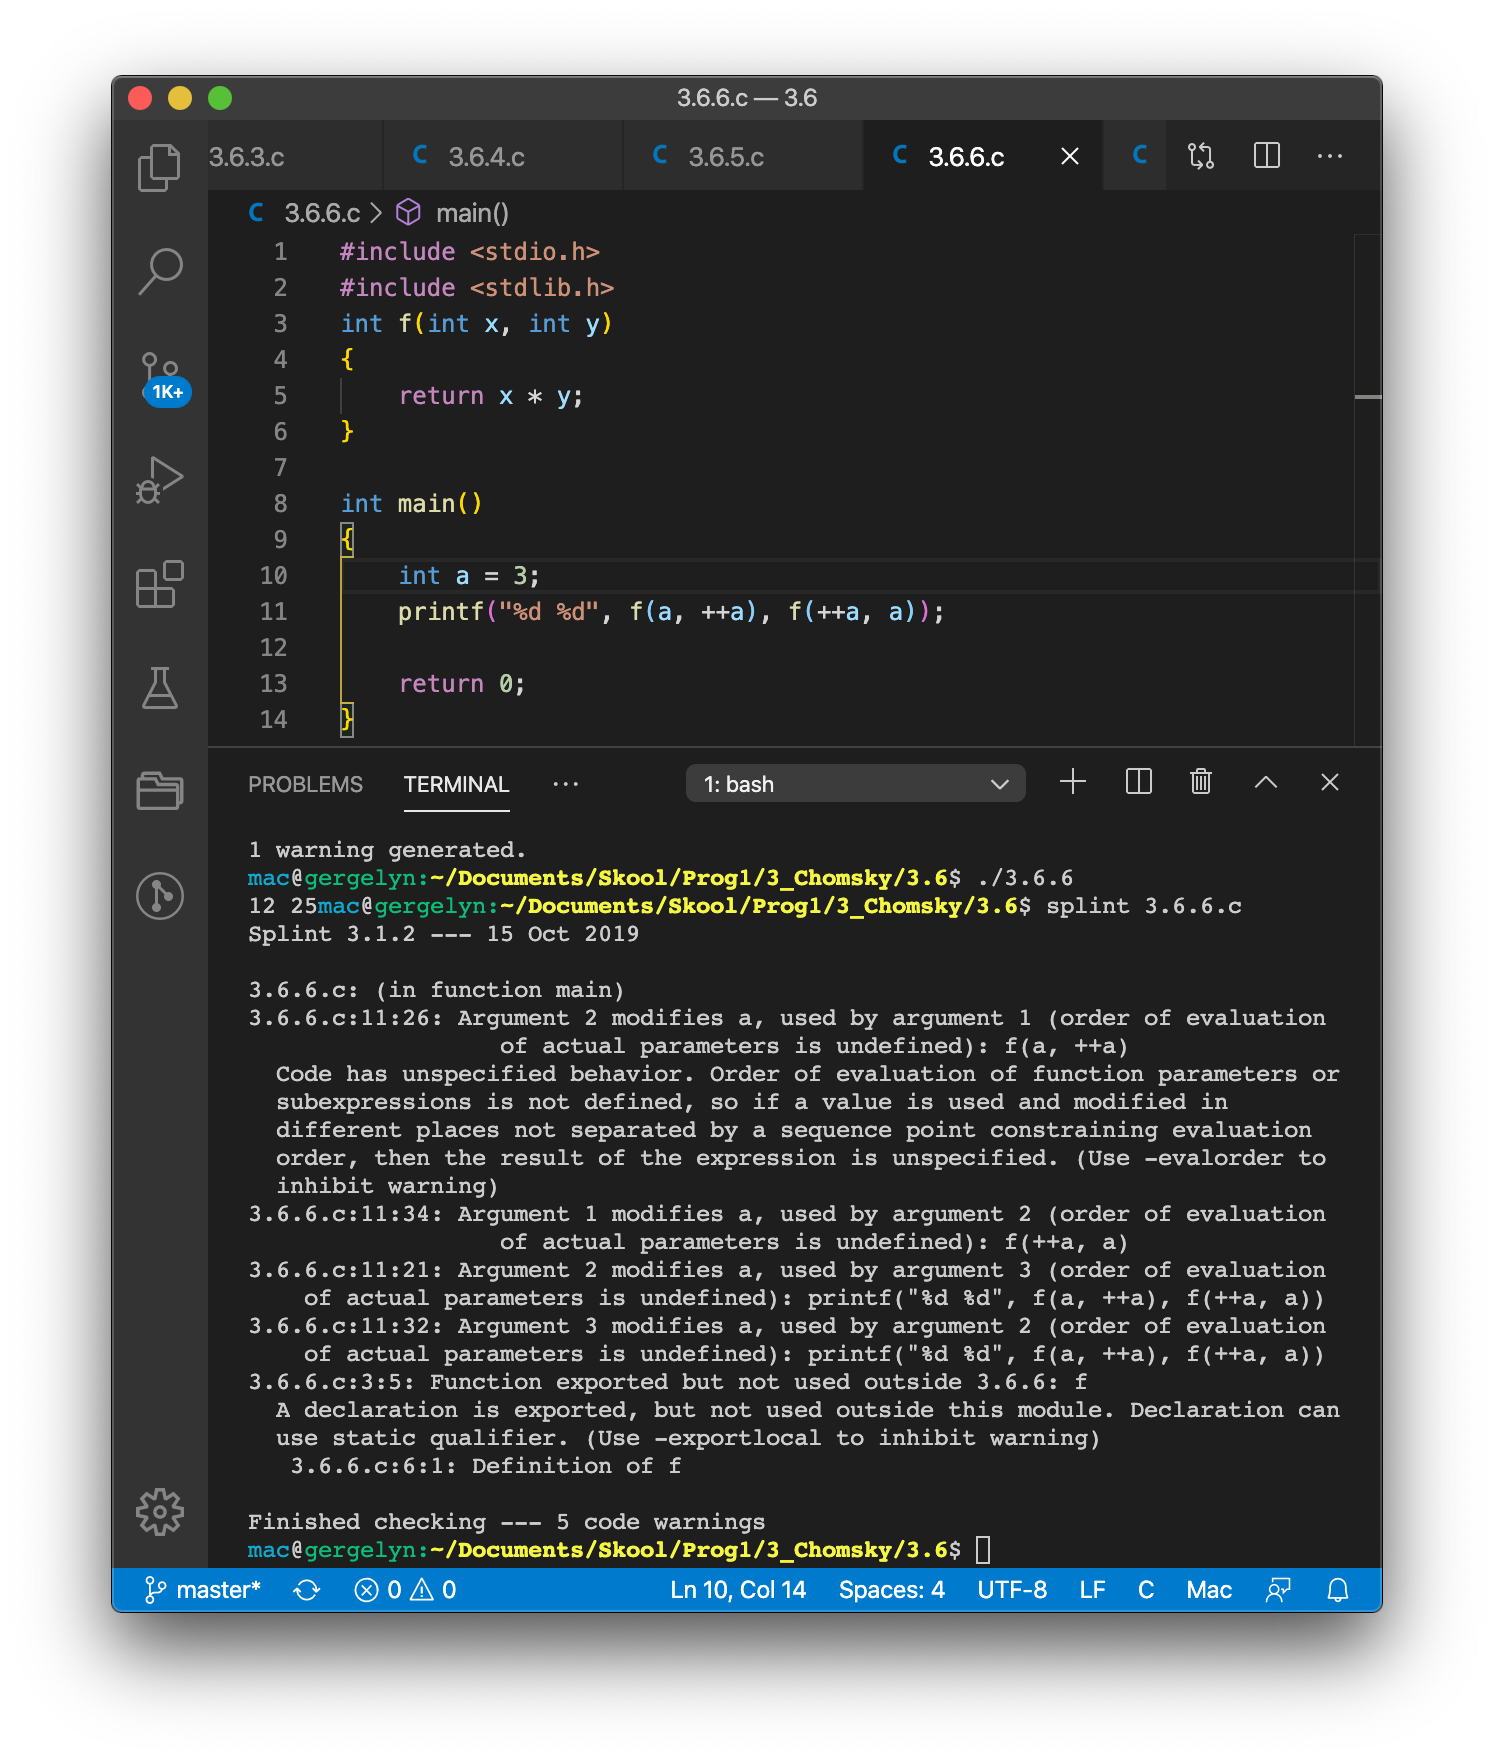 3.6.6.c — 3.6
3.6.3.c C 3.6.4.c C 3.6.5.c C 3.6.6.c C
C 3.6.6.c > main()
1K+
1 #include <stdio.h>
2 #include <stdlib.h>
3 int f(int x, int y)
4 {
5 return x * y;
6 }
7
8 int main()
9 {
10 int a = 3;
11 printf("%d %d", f(a, ++a), f(++a, a));
12
13 return 0;
14 }
PROBLEMS TERMINAL ··· 1: bash
1 warning generated.
mac@gergelyn:~/Documents/Skool/Prog1/3_Chomsky/3.6$ ./3.6.6
12 25mac@gergelyn:~/Documents/Skool/Prog1/3_Chomsky/3.6$ splint 3.6.6.c
Splint 3.1.2 --- 15 Oct 2019
3.6.6.c: (in function main)
3.6.6.c:11:26: Argument 2 modifies a, used by argument 1 (order of evaluation
of actual parameters is undefined): f(a, ++a)
Code has unspecified behavior. Order of evaluation of function parameters or
subexpressions is not defined, so if a value is used and modified in
different places not separated by a sequence point constraining evaluation
order, then the result of the expression is unspecified. (Use -evalorder to
inhibit warning)
3.6.6.c:11:34: Argument 1 modifies a, used by argument 2 (order of evaluation
of actual parameters is undefined): f(++a, a)
3.6.6.c:11:21: Argument 2 modifies a, used by argument 3 (order of evaluation
of actual parameters is undefined): printf("%d %d", f(a, ++a), f(++a, a))
3.6.6.c:11:32: Argument 3 modifies a, used by argument 2 (order of evaluation
of actual parameters is undefined): printf("%d %d", f(a, ++a), f(++a, a))
3.6.6.c:3:5: Function exported but not used outside 3.6.6: f
A declaration is exported, but not used outside this module. Declaration can
use static qualifier. (Use -exportlocal to inhibit warning)
3.6.6.c:6:1: Definition of f
Finished checking --- 5 code warnings
mac@gergelyn:~/Documents/Skool/Prog1/3_Chomsky/3.6$
master* 0 0 Ln 10, Col 14 Spaces: 4 UTF-8 LF C Mac